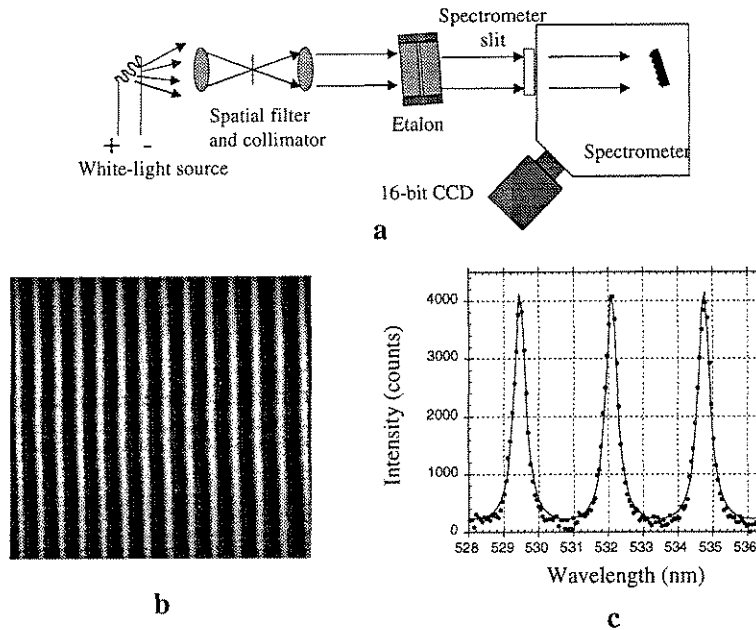 Spectrometer
slit
Spatial filter
and collimator
Etalon
+ -
White-light source
Spectrometer
16-bit CCD
a
b
Intensity (counts)
4000
3000
2000
1000
0
528 529 530 531 532 533 534 535 536
Wavelength (nm)
c